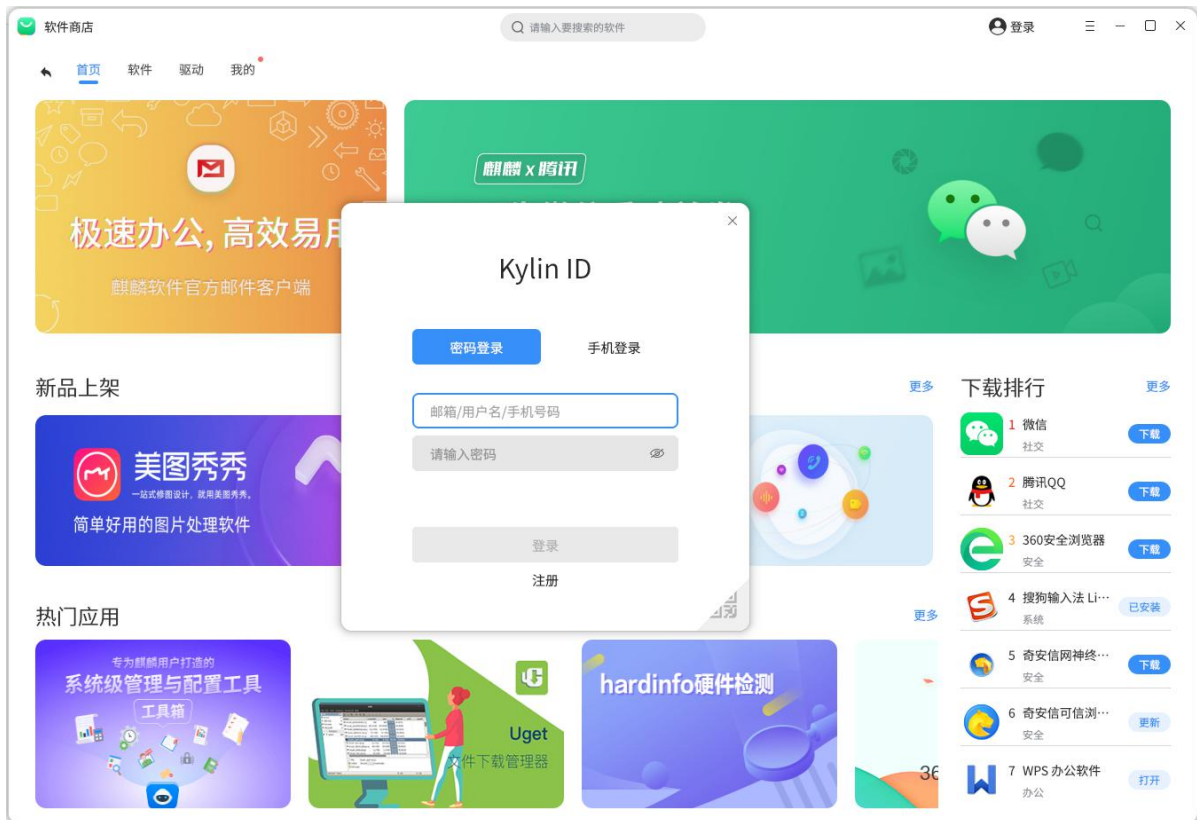 软件商店
请输入要搜索的软件
登录
首页 软件 驱动 我的
极速办公, 高效易用
麒麟软件官方邮件客户端
麒麟 x 腾讯
Kylin ID
密码登录 手机登录
邮箱/用户名/手机号码
请输入密码
登录
注册
新品上架
更多
美图秀秀
一站式修图设计，就用美图秀秀。
简单好用的图片处理软件
热门应用
更多
专为麒麟用户打造的
系统级管理与配置工具
工具箱
Uget
文件下载管理器
hardinfo硬件检测
36
下载排行
更多
1 微信
社交
下载
2 腾讯QQ
社交
下载
3 360安全浏览器
安全
下载
4 搜狗输入法 Li…
系统
已安装
5 奇安信网神终…
安全
下载
6 奇安信可信浏…
安全
更新
7 WPS 办公软件
办公
打开